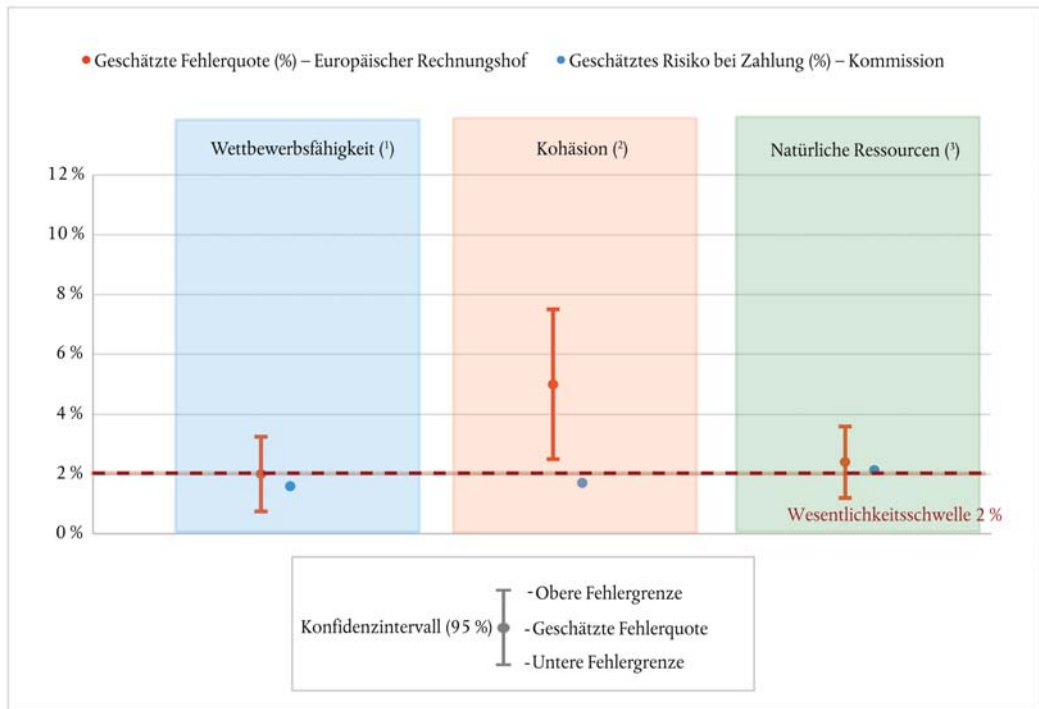 Geschätzte Fehlerquote (%) – Europäischer Rechnungshof
Geschätztes Risiko bei Zahlung (%) – Kommission
Wettbewerbsfähigkeit (¹)
Kohäsion (²)
Natürliche Ressourcen (³)
12 %
10 %
8 %
6 %
4 %
2 %
0 %
Wesentlichkeitsschwelle 2 %
Konfidenzintervall (95 %)
-Obere Fehlergrenze
-Geschätzte Fehlerquote
-Untere Fehlergrenze